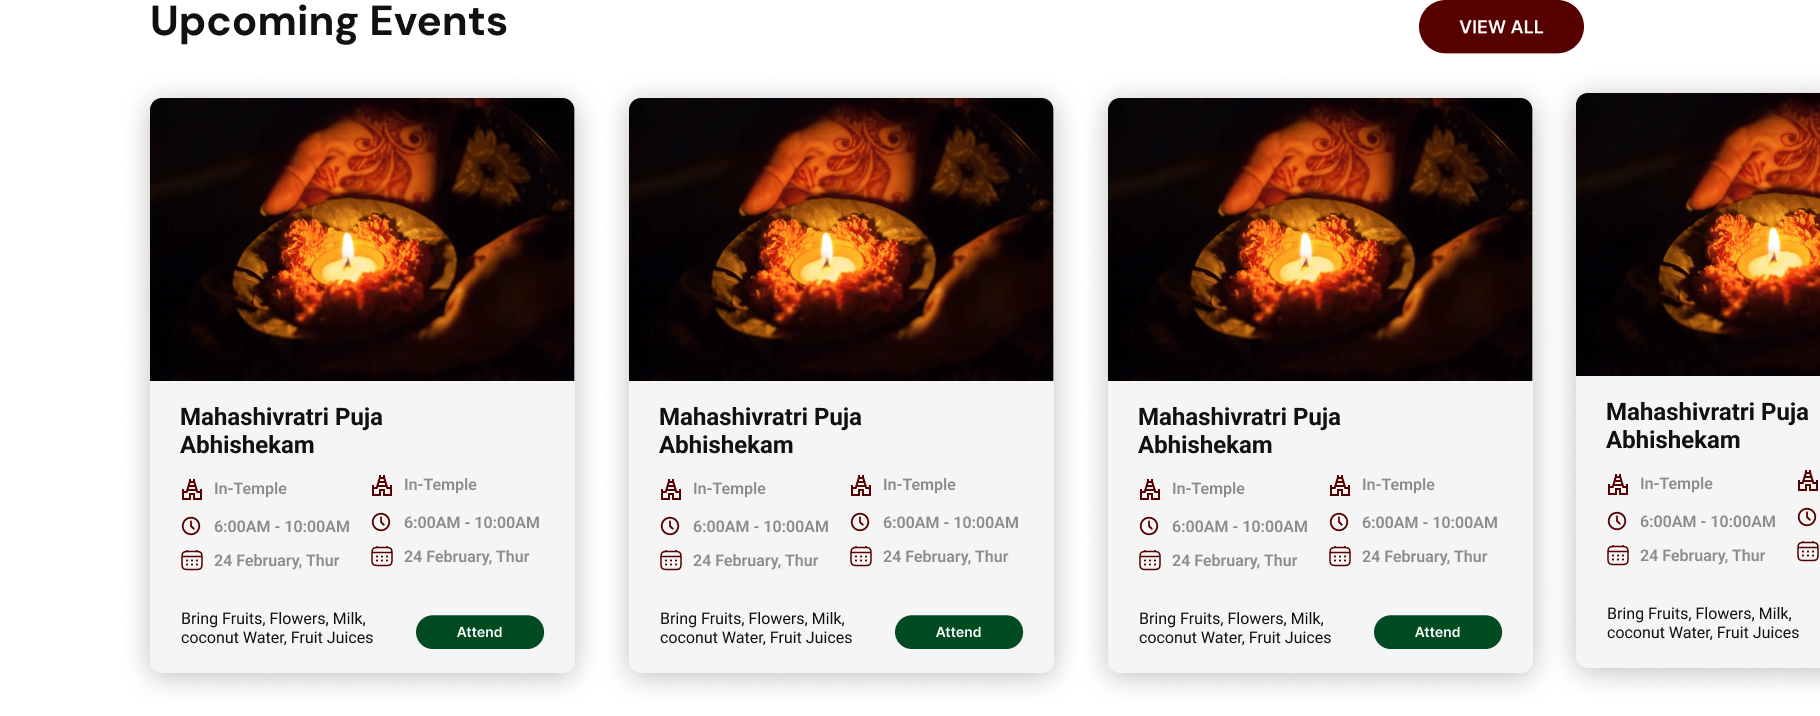 Upcoming Events
VIEW ALL
Mahashivratri Puja
Abhishekam
In-Temple
In-Temple
6:00AM - 10:00AM
6:00AM - 10:00AM
24 February, Thur
24 February, Thur
Bring Fruits, Flowers, Milk,
coconut Water, Fruit Juices
Attend
Mahashivratri Puja
Abhishekam
In-Temple
In-Temple
6:00AM - 10:00AM
6:00AM - 10:00AM
24 February, Thur
24 February, Thur
Bring Fruits, Flowers, Milk,
coconut Water, Fruit Juices
Attend
Mahashivratri Puja
Abhishekam
In-Temple
In-Temple
6:00AM - 10:00AM
6:00AM - 10:00AM
24 February, Thur
24 February, Thur
Bring Fruits, Flowers, Milk,
coconut Water, Fruit Juices
Attend
Mahashivratri Puja
Abhishekam
In-Temple
6:00AM - 10:00AM
24 February, Thur
Bring Fruits, Flowers, Milk,
coconut Water, Fruit Juices